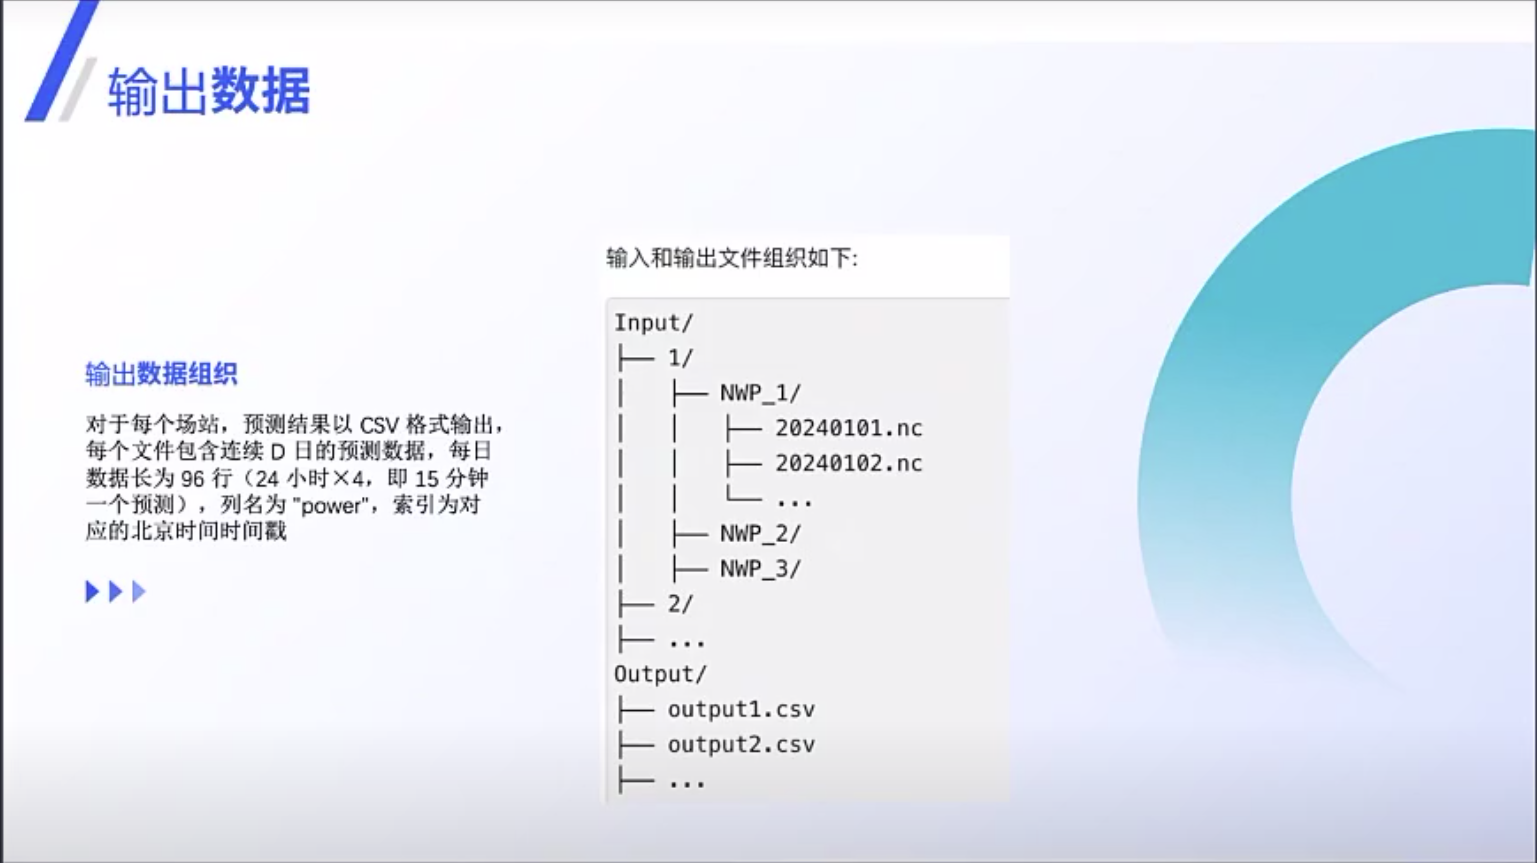 输出数据
输出数据组织
对于每个场站，预测结果以 CSV 格式输出，
每个文件包含连续 D 日的预测数据，每日
数据长为 96 行（24 小时×4，即 15 分钟
一个预测），列名为 "power"，索引为对
应的北京时间时间戳
输入和输出文件组织如下:
Input/
├── 1/
│   ├── NWP_1/
│   │   ├── 20240101.nc
│   │   ├── 20240102.nc
│   │   └── ...
│   ├── NWP_2/
│   ├── NWP_3/
├── 2/
├── ...
Output/
├── output1.csv
├── output2.csv
├── ...